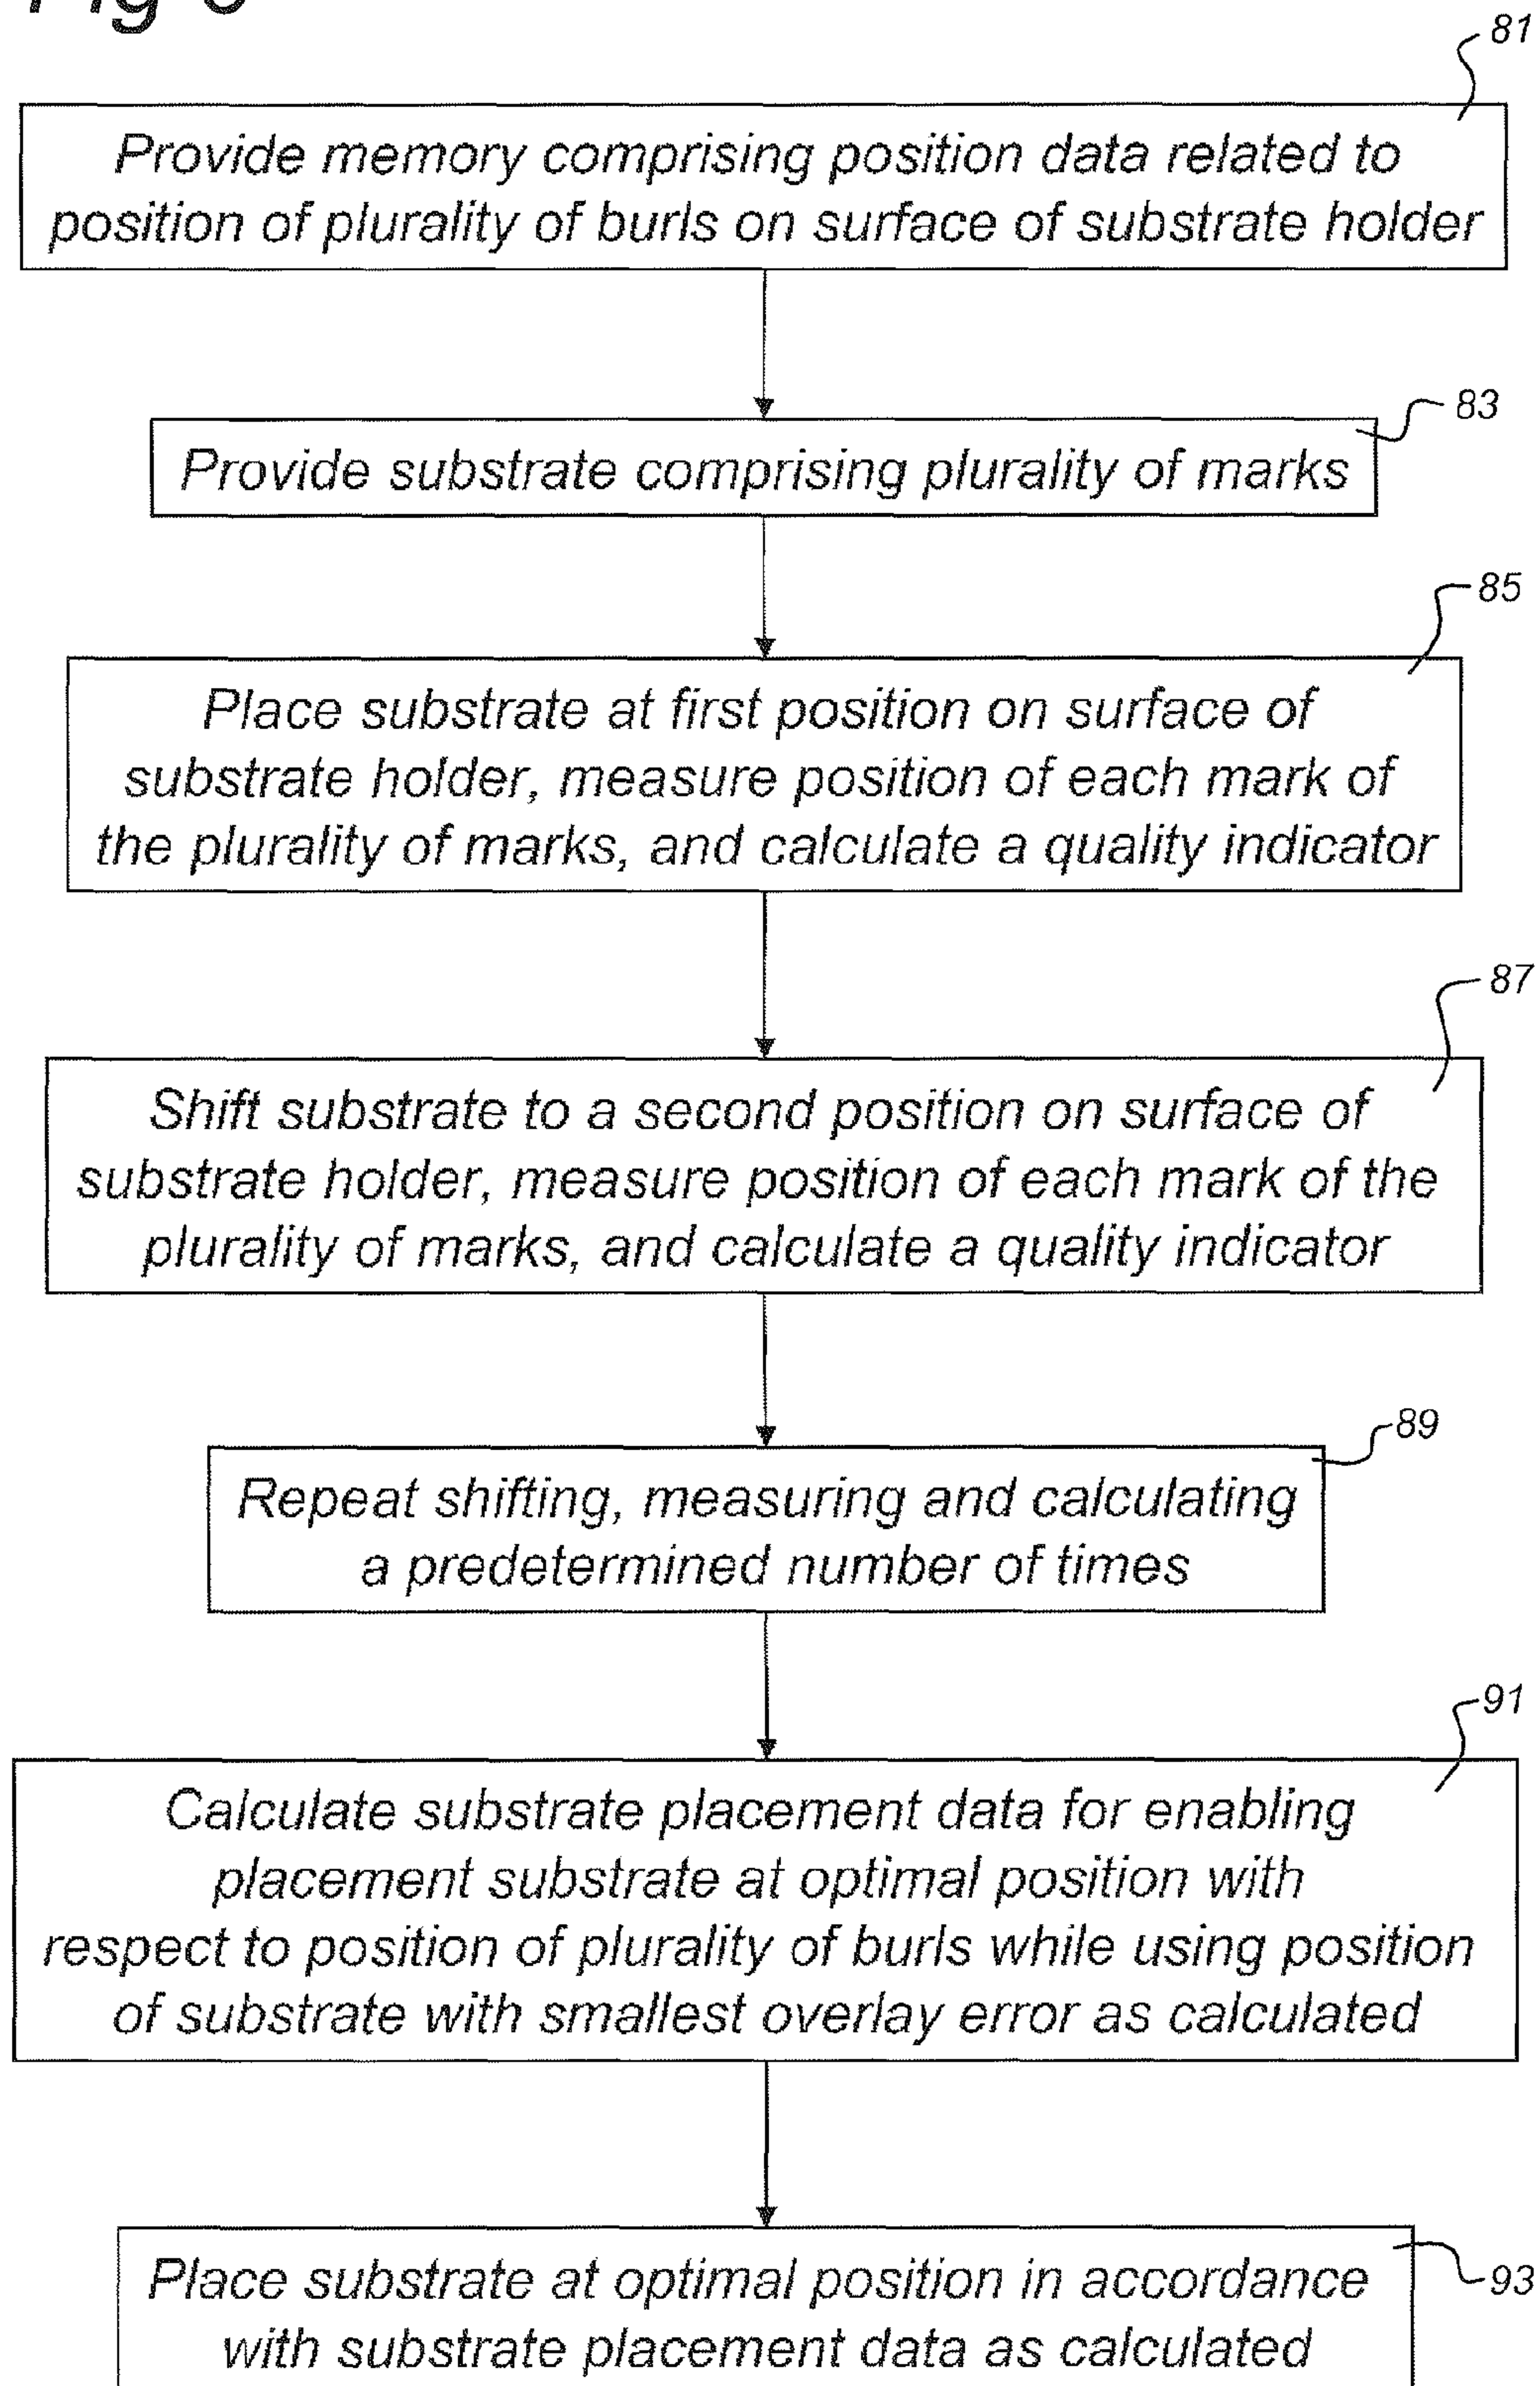 81
Provide memory comprising position data related to
position of plurality of burls on surface of substrate holder
83
Provide substrate comprising plurality of marks
85
Place substrate at first position on surface of
substrate holder, measure position of each mark of
the plurality of marks, and calculate a quality indicator
87
Shift substrate to a second position on surface of
substrate holder, measure position of each mark of the
plurality of marks, and calculate a quality indicator
89
Repeat shifting, measuring and calculating
a predetermined number of times
91
Calculate substrate placement data for enabling
placement substrate at optimal position with
respect to position of plurality of burls while using position
of substrate with smallest overlay error as calculated
93
Place substrate at optimal position in accordance
with substrate placement data as calculated